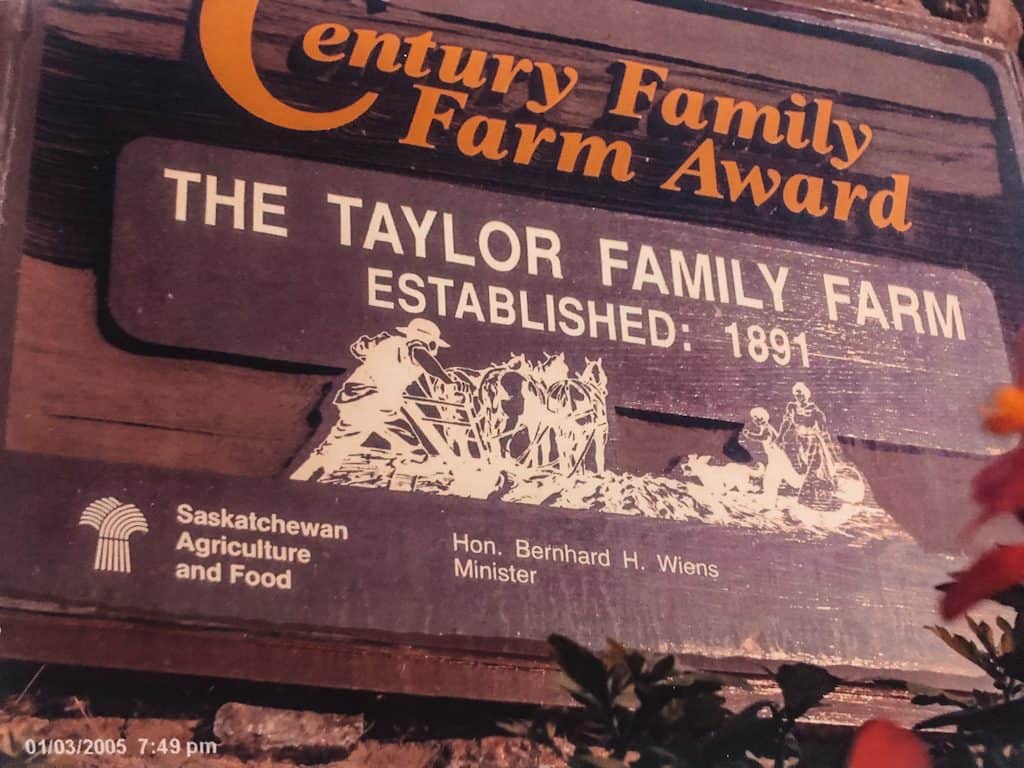 Century Family
Farm Award
THE TAYLOR FAMILY FARM
ESTABLISHED: 1891
Saskatchewan
Agriculture
and Food
Hon. Bernhard H. Wiens
Minister
01/03/2005 7:49 pm